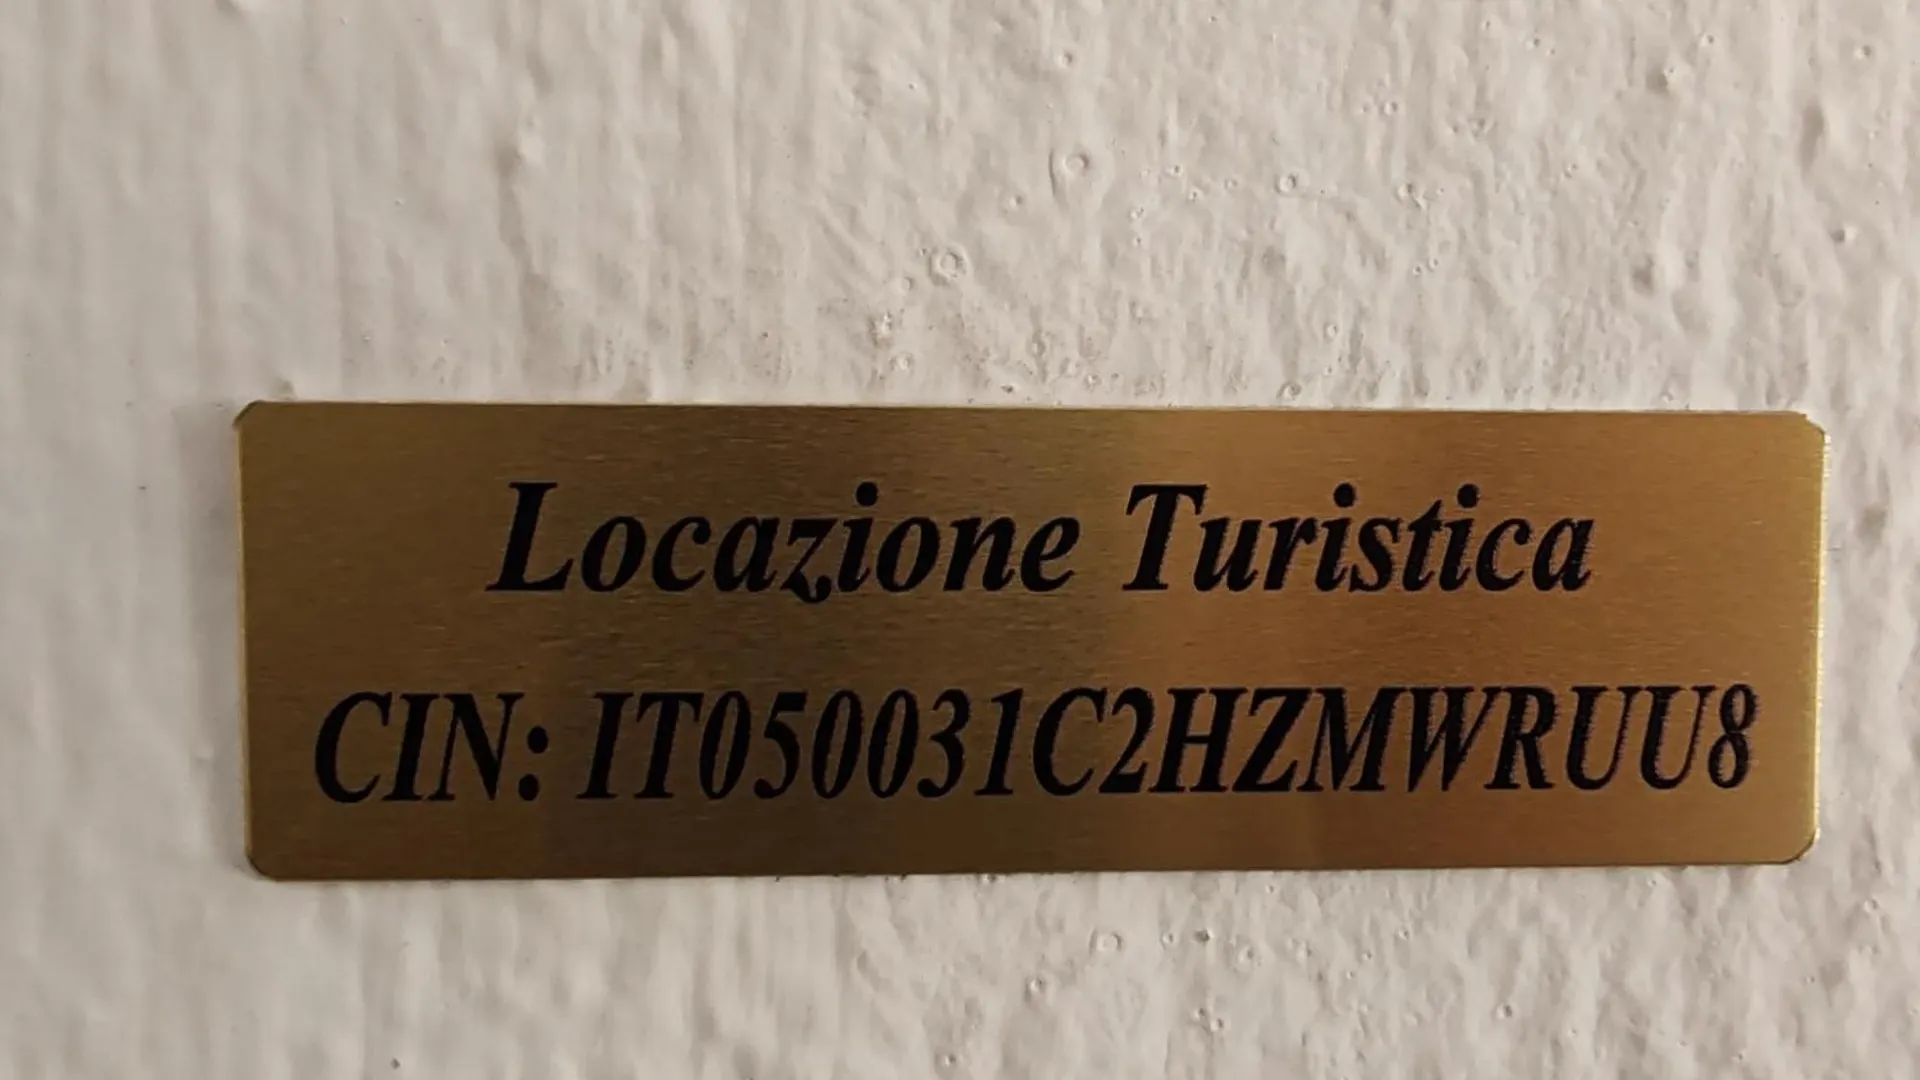 Locazione Turistica
CIN: IT050031C2HZMWRUU8